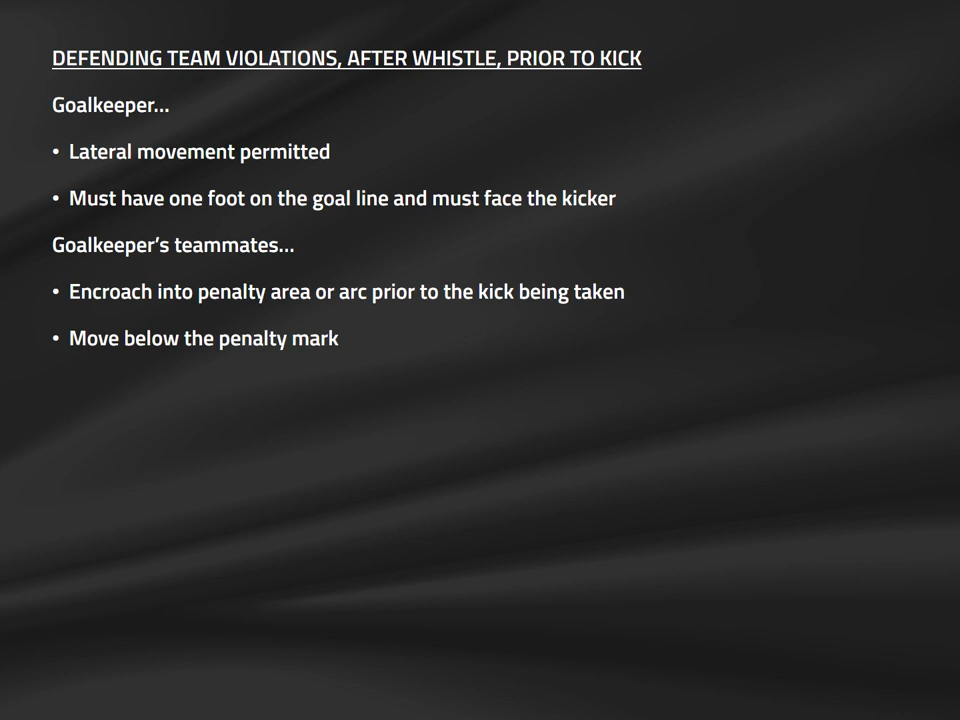 DEFENDING TEAM VIOLATIONS, AFTER WHISTLE, PRIOR TO KICK
Goalkeeper...
• Lateral movement permitted
• Must have one foot on the goal line and must face the kicker
Goalkeeper's teammates...
• Encroach into penalty area or arc prior to the kick being taken
• Move below the penalty mark